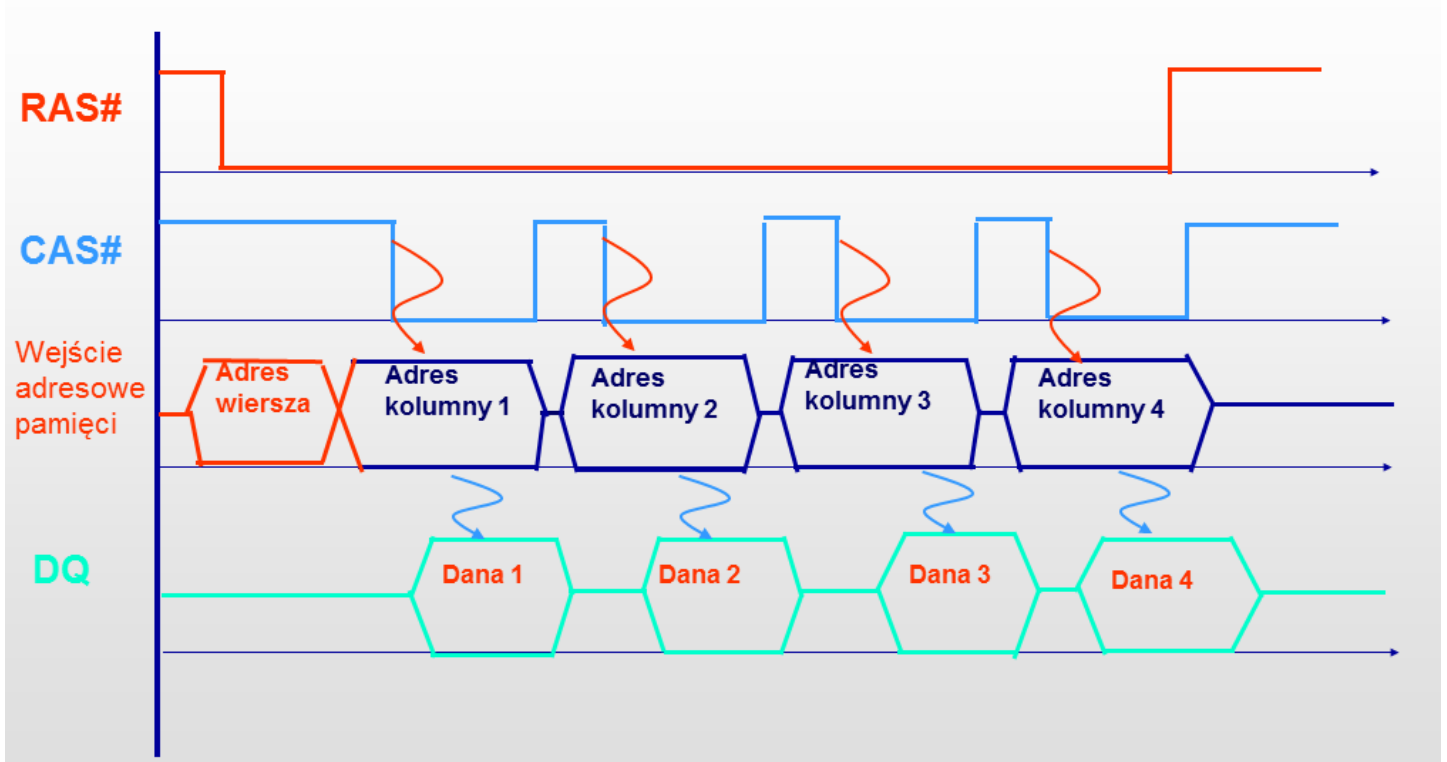 RAS#
CAS#
Wejście
adresowe
pamięci
Adres
wiersza
Adres
kolumny 1
Adres
kolumny 2
Adres
kolumny 3
Adres
kolumny 4
DQ
Dana 1
Dana 2
Dana 3
Dana 4